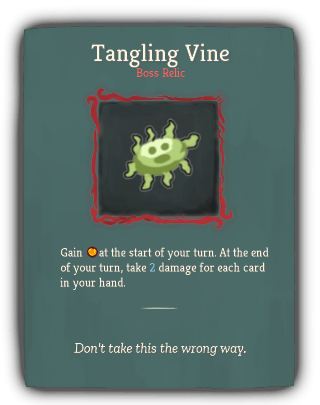 Tangling Vine
Boss Relic
Gain at the start of your turn. At the end
of your turn, take 2 damage for each card
in your hand.
Don't take this the wrong way.